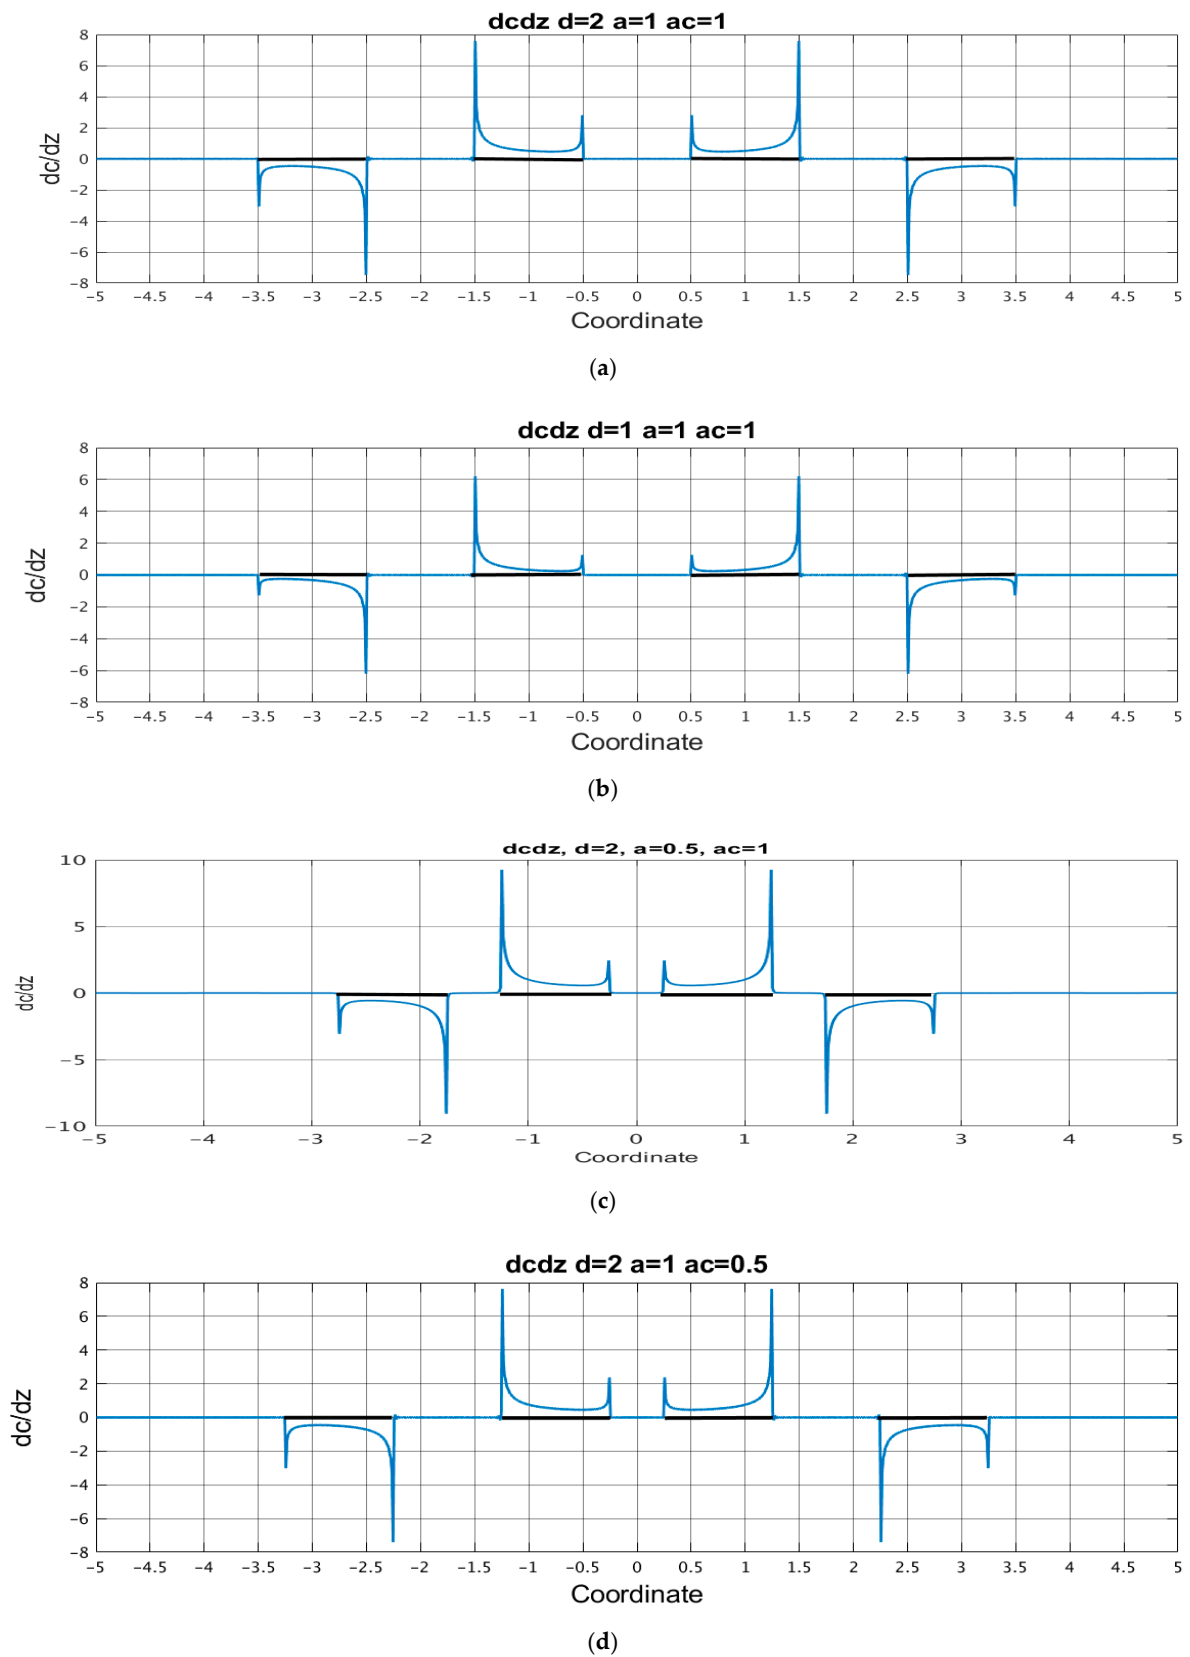 dcdz d=2 a=1 ac=1
8
6
4
2
0
−2
−4
−6
−8
dc/dz
−5 −4.5 −4 −3.5 −3 −2.5 −2 −1.5 −1 −0.5 0 0.5 1 1.5 2 2.5 3 3.5 4 4.5 5
Coordinate
(a)
dcdz d=1 a=1 ac=1
8
6
4
2
0
−2
−4
−6
−8
dc/dz
−5 −4.5 −4 −3.5 −3 −2.5 −2 −1.5 −1 −0.5 0 0.5 1 1.5 2 2.5 3 3.5 4 4.5 5
Coordinate
(b)
dcdz, d=2, a=0.5, ac=1
10
5
0
−5
−10
dc/dz
−5 −4 −3 −2 −1 0 1 2 3 4 5
Coordinate
(c)
dcdz d=2 a=1 ac=0.5
8
6
4
2
0
−2
−4
−6
−8
dc/dz
−5 −4.5 −4 −3.5 −3 −2.5 −2 −1.5 −1 −0.5 0 0.5 1 1.5 2 2.5 3 3.5 4 4.5 5
Coordinate
(d)